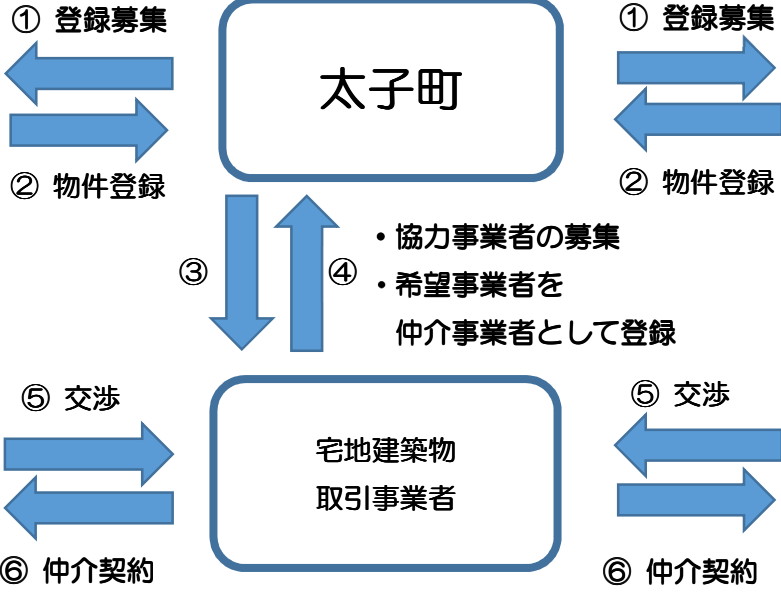 ① 登録募集
① 登録募集
太子町
② 物件登録
② 物件登録
③
④
・協力事業者の募集
・希望事業者を
仲介事業者として登録
⑤ 交渉
⑤ 交渉
宅地建築物
取引事業者
⑥ 仲介契約
⑥ 仲介契約